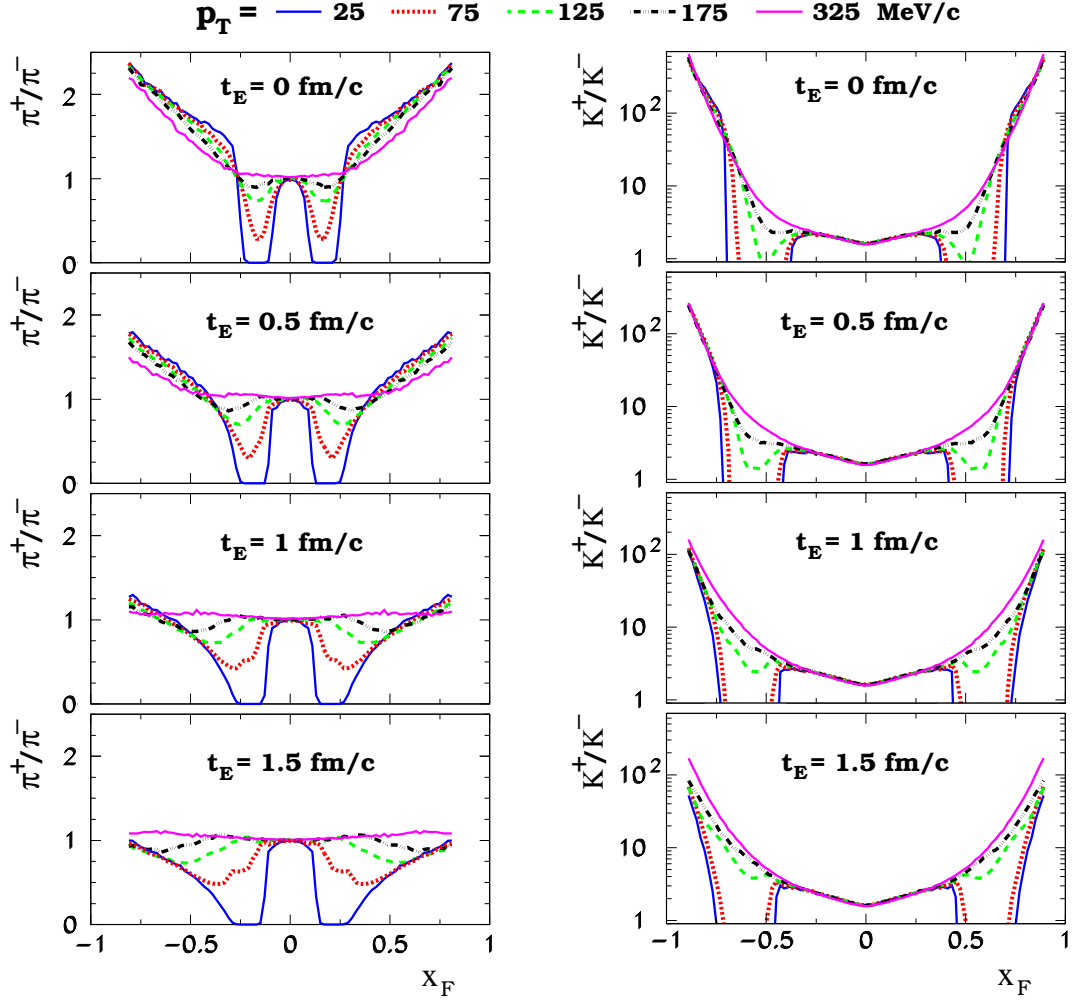 p_T = 25 75 125 175 325 MeV/c
π⁺/π⁻
t_E = 0 fm/c
2
1
0
π⁺/π⁻
t_E = 0.5 fm/c
2
1
0
π⁺/π⁻
t_E = 1 fm/c
2
1
0
π⁺/π⁻
t_E = 1.5 fm/c
2
1
0
−1 −0.5 0 0.5 1
x_F
K⁺/K⁻
t_E = 0 fm/c
10²
10
1
K⁺/K⁻
t_E = 0.5 fm/c
10²
10
1
K⁺/K⁻
t_E = 1 fm/c
10²
10
1
K⁺/K⁻
t_E = 1.5 fm/c
10²
10
1
−1 −0.5 0 0.5 1
x_F